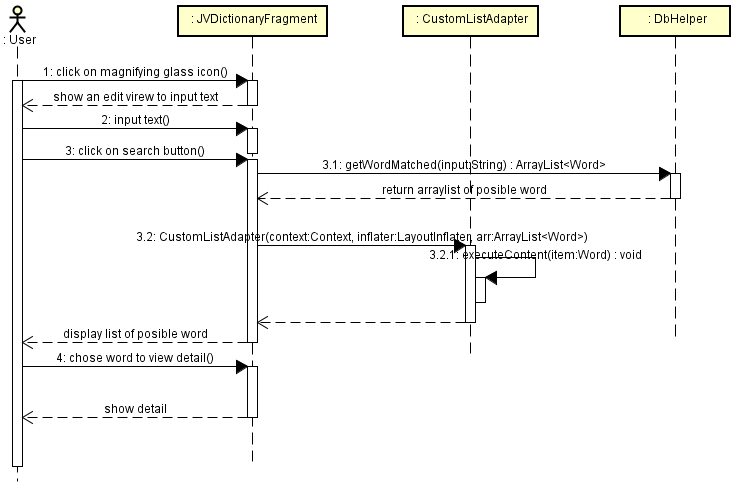 : User
: JVDictionaryFragment
: CustomListAdapter
: DbHelper
1: click on magnifying glass icon()
show an edit virew to input text
2: input text()
3: click on search button()
3.1: getWordMatched(input:String) : ArrayList<Word>
return arraylist of posible word
3.2: CustomListAdapter(context:Context, inflater:LayoutInflater, arr:ArrayList<Word>)
3.2.1: executeContent(item:Word) : void
display list of posible word
4: chose word to view detail()
show detail